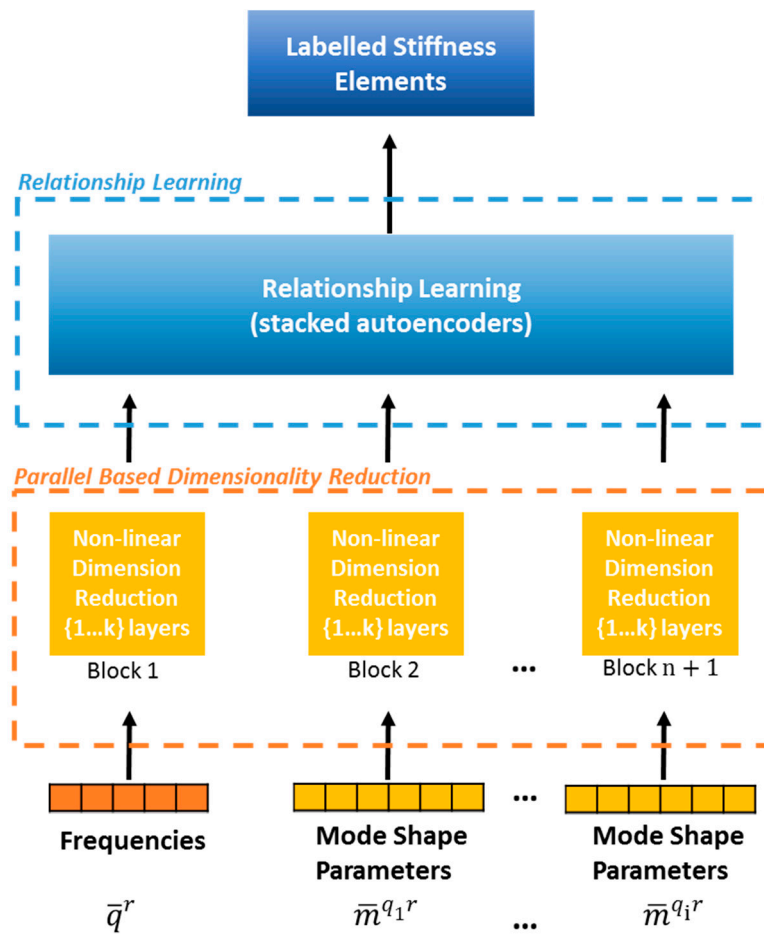 Labelled Stiffness
Elements
Relationship Learning
Relationship Learning
(stacked autoencoders)
Parallel Based Dimensionality Reduction
Non-linear
Dimension
Reduction
{1...k} layers
Block 1
Non-linear
Dimension
Reduction
{1...k} layers
Block 2
...
Non-linear
Dimension
Reduction
{1...k} layers
Block n + 1
...
Frequencies
Mode Shape
Parameters
Mode Shape
Parameters
q̅ʳ
m̅^{q₁r}
...
m̅^{qᵢr}